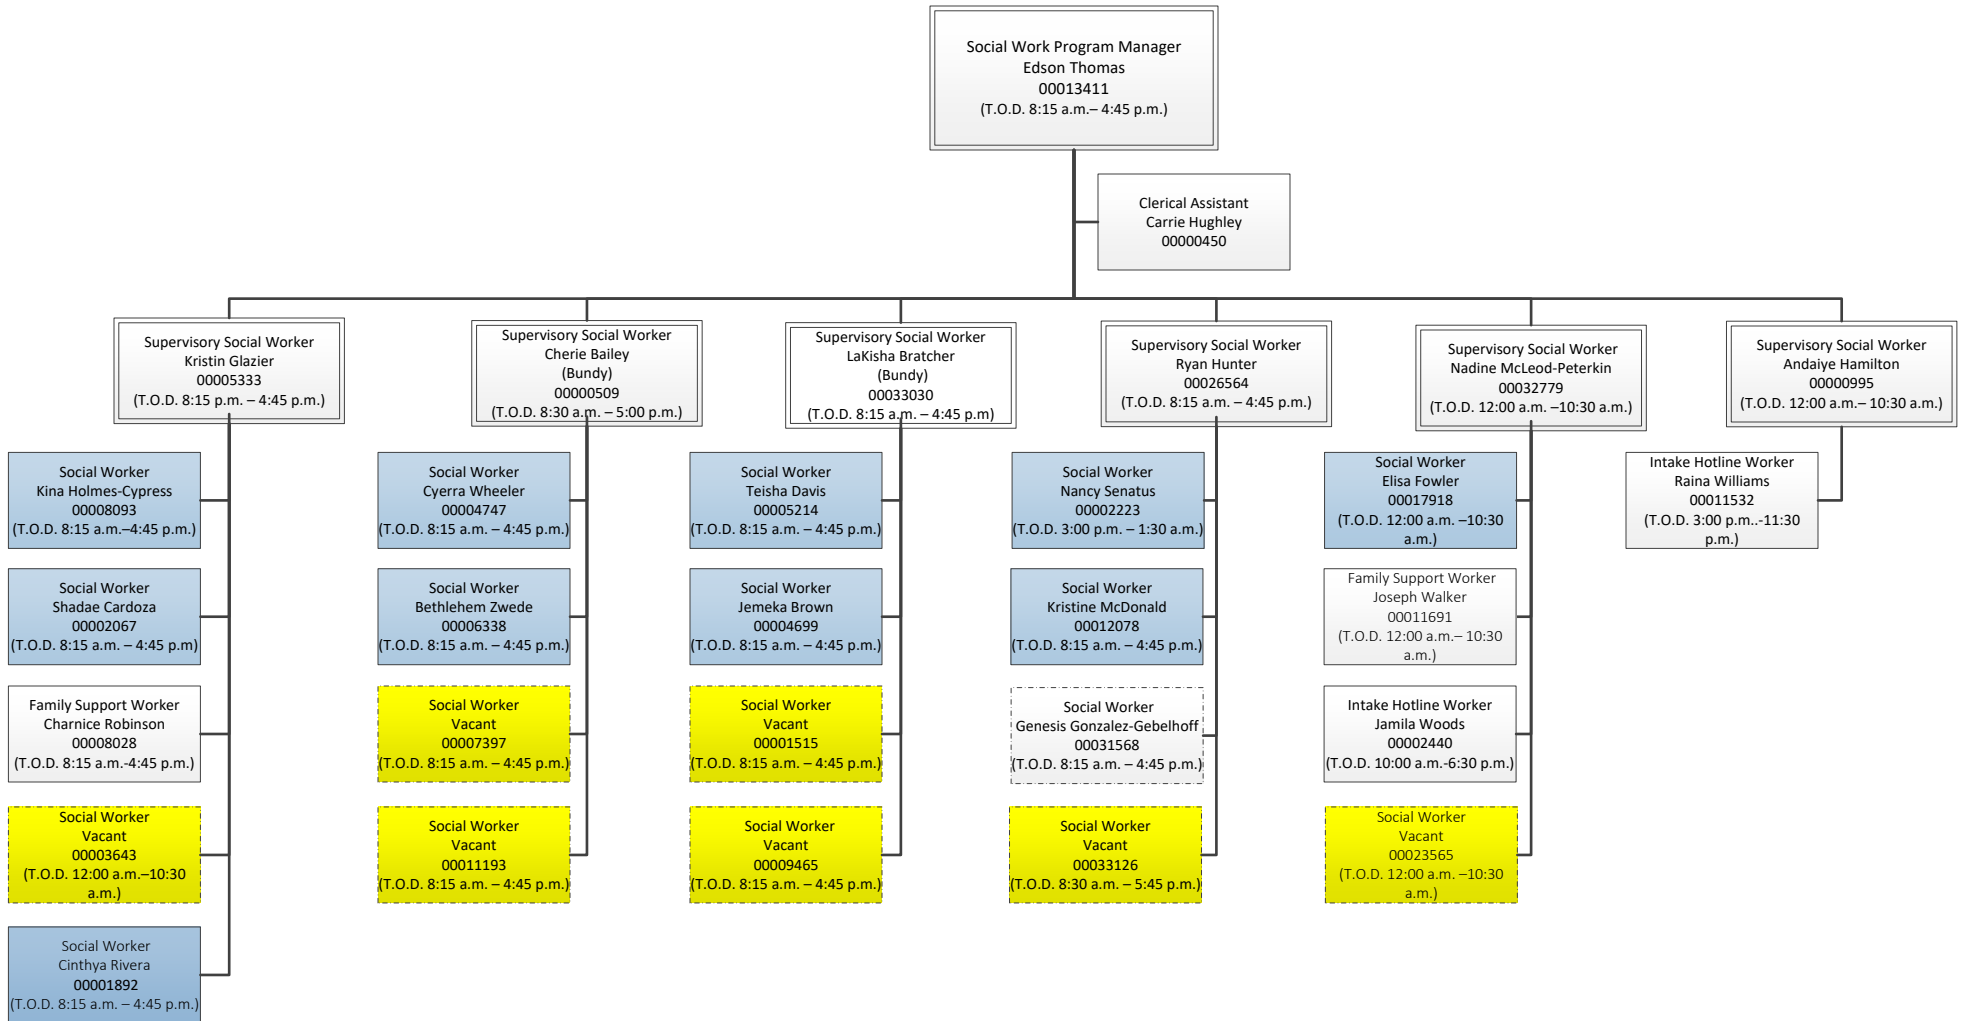 Social Work Program Manager
Edson Thomas
00013411
(T.O.D. 8:15 a.m.– 4:45 p.m.)
Clerical Assistant
Carrie Hughley
00000450
Supervisory Social Worker
Kristin Glazier
00005333
(T.O.D. 8:15 p.m. – 4:45 p.m.)
Supervisory Social Worker
Cherie Bailey
(Bundy)
00000509
(T.O.D. 8:30 a.m. – 5:00 p.m.)
Supervisory Social Worker
LaKisha Bratcher
(Bundy)
00033030
(T.O.D. 8:15 a.m. – 4:45 p.m)
Supervisory Social Worker
Ryan Hunter
00026564
(T.O.D. 8:15 a.m. – 4:45 p.m.)
Supervisory Social Worker
Nadine McLeod-Peterkin
00032779
(T.O.D. 12:00 a.m. –10:30 a.m.)
Supervisory Social Worker
Andaiye Hamilton
00000995
(T.O.D. 12:00 a.m.– 10:30 a.m.)
Social Worker
Kina Holmes-Cypress
00008093
(T.O.D. 8:15 a.m.–4:45 p.m.)
Social Worker
Cyerra Wheeler
00004747
(T.O.D. 8:15 a.m. – 4:45 p.m.)
Social Worker
Teisha Davis
00005214
(T.O.D. 8:15 a.m. – 4:45 p.m.)
Social Worker
Nancy Senatus
00002223
(T.O.D. 3:00 p.m. – 1:30 a.m.)
Social Worker
Elisa Fowler
00017918
(T.O.D. 12:00 a.m. –10:30
a.m.)
Intake Hotline Worker
Raina Williams
00011532
(T.O.D. 3:00 p.m..-11:30
p.m.)
Social Worker
Shadae Cardoza
00002067
(T.O.D. 8:15 a.m. – 4:45 p.m)
Social Worker
Bethlehem Zwede
00006338
(T.O.D. 8:15 a.m. – 4:45 p.m.)
Social Worker
Jemeka Brown
00004699
(T.O.D. 8:15 a.m. – 4:45 p.m.)
Social Worker
Kristine McDonald
00012078
(T.O.D. 8:15 a.m. – 4:45 p.m.)
Family Support Worker
Joseph Walker
00011691
(T.O.D. 12:00 a.m.– 10:30
a.m.)
Family Support Worker
Charnice Robinson
00008028
(T.O.D. 8:15 a.m.-4:45 p.m.)
Social Worker
Vacant
00007397
(T.O.D. 8:15 a.m. – 4:45 p.m.)
Social Worker
Vacant
00001515
(T.O.D. 8:15 a.m. – 4:45 p.m.)
Social Worker
Genesis Gonzalez-Gebelhoff
00031568
(T.O.D. 8:15 a.m. – 4:45 p.m.)
Intake Hotline Worker
Jamila Woods
00002440
(T.O.D. 10:00 a.m.-6:30 p.m.)
Social Worker
Vacant
00003643
(T.O.D. 12:00 a.m.–10:30
a.m.)
Social Worker
Vacant
00011193
(T.O.D. 8:15 a.m. – 4:45 p.m.)
Social Worker
Vacant
00009465
(T.O.D. 8:15 a.m. – 4:45 p.m.)
Social Worker
Vacant
00033126
(T.O.D. 8:30 a.m. – 5:45 p.m.)
Social Worker
Vacant
00023565
(T.O.D. 12:00 a.m. –10:30
a.m.)
Social Worker
Cinthya Rivera
00001892
(T.O.D. 8:15 a.m. – 4:45 p.m.)